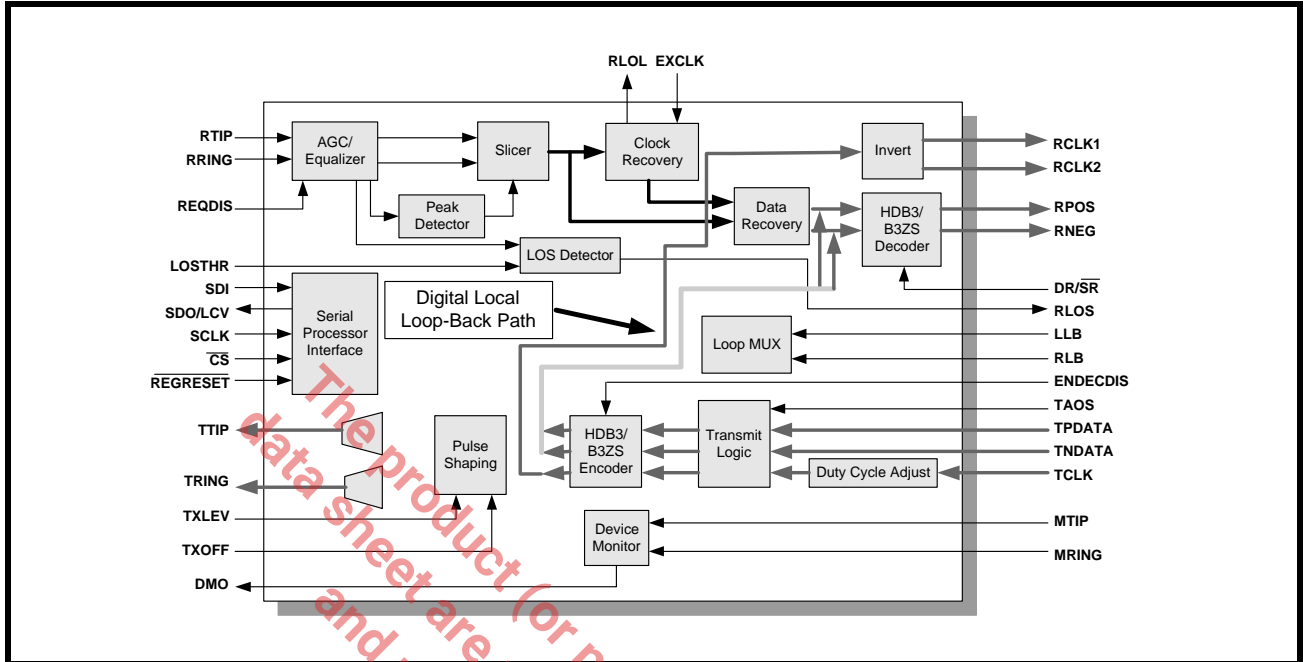 RLOL EXCLK
RTIP
RRING
REQDIS
LOSTHR
SDI
SDO/LCV
SCLK
CS
REGRESET
TTIP
TRING
TXLEV
TXOFF
DMO
AGC/
Equalizer
Slicer
Peak
Detector
Clock
Recovery
LOS Detector
Data
Recovery
Invert
HDB3/
B3ZS
Decoder
Serial
Processor
Interface
Digital Local
Loop-Back Path
Loop MUX
Pulse
Shaping
HDB3/
B3ZS
Encoder
Transmit
Logic
Duty Cycle Adjust
Device
Monitor
RCLK1
RCLK2
RPOS
RNEG
DR/SR
RLOS
LLB
RLB
ENDECDIS
TAOS
TPDATA
TNDATA
TCLK
MTIP
MRING
The product (or
data sheet are
and